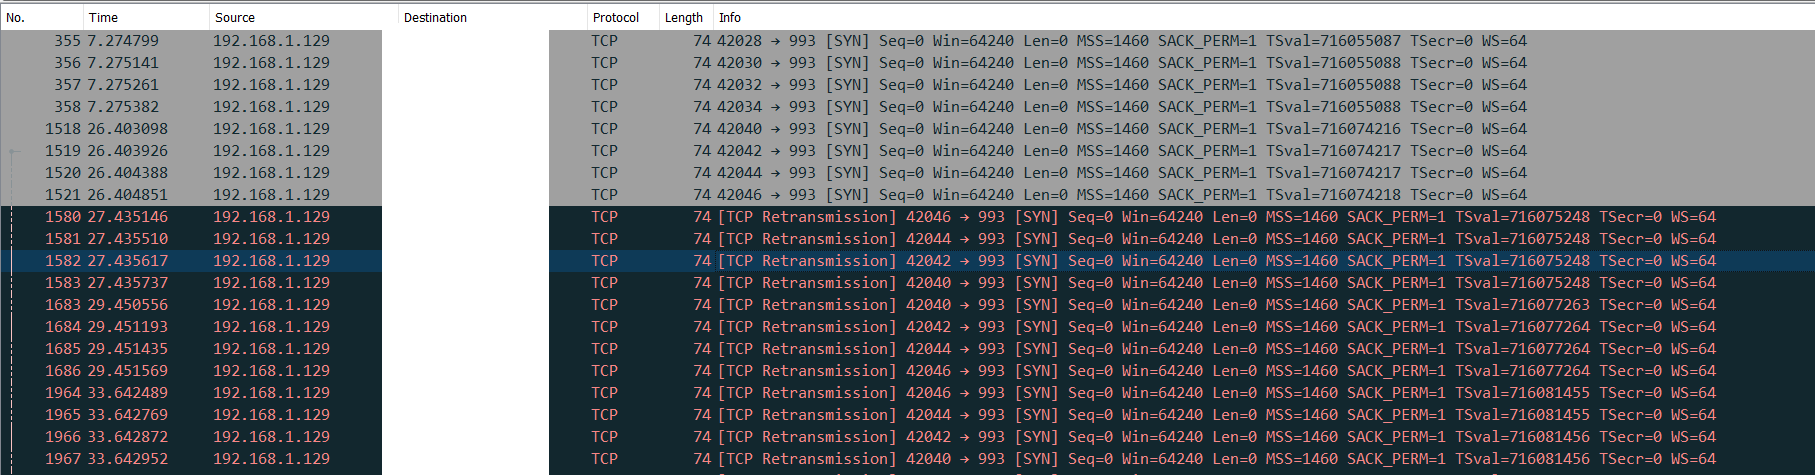 No. Time Source Destination Protocol Length Info
355 7.274799 192.168.1.129 TCP 74 42028 → 993 [SYN] Seq=0 Win=64240 Len=0 MSS=1460 SACK_PERM=1 TSval=716055087 TSecr=0 WS=64
356 7.275141 192.168.1.129 TCP 74 42030 → 993 [SYN] Seq=0 Win=64240 Len=0 MSS=1460 SACK_PERM=1 TSval=716055088 TSecr=0 WS=64
357 7.275261 192.168.1.129 TCP 74 42032 → 993 [SYN] Seq=0 Win=64240 Len=0 MSS=1460 SACK_PERM=1 TSval=716055088 TSecr=0 WS=64
358 7.275382 192.168.1.129 TCP 74 42034 → 993 [SYN] Seq=0 Win=64240 Len=0 MSS=1460 SACK_PERM=1 TSval=716055088 TSecr=0 WS=64
1518 26.403098 192.168.1.129 TCP 74 42040 → 993 [SYN] Seq=0 Win=64240 Len=0 MSS=1460 SACK_PERM=1 TSval=716074216 TSecr=0 WS=64
1519 26.403926 192.168.1.129 TCP 74 42042 → 993 [SYN] Seq=0 Win=64240 Len=0 MSS=1460 SACK_PERM=1 TSval=716074217 TSecr=0 WS=64
1520 26.404388 192.168.1.129 TCP 74 42044 → 993 [SYN] Seq=0 Win=64240 Len=0 MSS=1460 SACK_PERM=1 TSval=716074217 TSecr=0 WS=64
1521 26.404851 192.168.1.129 TCP 74 42046 → 993 [SYN] Seq=0 Win=64240 Len=0 MSS=1460 SACK_PERM=1 TSval=716074218 TSecr=0 WS=64
1580 27.435146 192.168.1.129 TCP 74 [TCP Retransmission] 42046 → 993 [SYN] Seq=0 Win=64240 Len=0 MSS=1460 SACK_PERM=1 TSval=716075248 TSecr=0 WS=64
1581 27.435510 192.168.1.129 TCP 74 [TCP Retransmission] 42044 → 993 [SYN] Seq=0 Win=64240 Len=0 MSS=1460 SACK_PERM=1 TSval=716075248 TSecr=0 WS=64
1582 27.435617 192.168.1.129 TCP 74 [TCP Retransmission] 42042 → 993 [SYN] Seq=0 Win=64240 Len=0 MSS=1460 SACK_PERM=1 TSval=716075248 TSecr=0 WS=64
1583 27.435737 192.168.1.129 TCP 74 [TCP Retransmission] 42040 → 993 [SYN] Seq=0 Win=64240 Len=0 MSS=1460 SACK_PERM=1 TSval=716075248 TSecr=0 WS=64
1683 29.450556 192.168.1.129 TCP 74 [TCP Retransmission] 42040 → 993 [SYN] Seq=0 Win=64240 Len=0 MSS=1460 SACK_PERM=1 TSval=716077263 TSecr=0 WS=64
1684 29.451193 192.168.1.129 TCP 74 [TCP Retransmission] 42042 → 993 [SYN] Seq=0 Win=64240 Len=0 MSS=1460 SACK_PERM=1 TSval=716077264 TSecr=0 WS=64
1685 29.451435 192.168.1.129 TCP 74 [TCP Retransmission] 42044 → 993 [SYN] Seq=0 Win=64240 Len=0 MSS=1460 SACK_PERM=1 TSval=716077264 TSecr=0 WS=64
1686 29.451569 192.168.1.129 TCP 74 [TCP Retransmission] 42046 → 993 [SYN] Seq=0 Win=64240 Len=0 MSS=1460 SACK_PERM=1 TSval=716077264 TSecr=0 WS=64
1964 33.642489 192.168.1.129 TCP 74 [TCP Retransmission] 42046 → 993 [SYN] Seq=0 Win=64240 Len=0 MSS=1460 SACK_PERM=1 TSval=716081455 TSecr=0 WS=64
1965 33.642769 192.168.1.129 TCP 74 [TCP Retransmission] 42044 → 993 [SYN] Seq=0 Win=64240 Len=0 MSS=1460 SACK_PERM=1 TSval=716081455 TSecr=0 WS=64
1966 33.642872 192.168.1.129 TCP 74 [TCP Retransmission] 42042 → 993 [SYN] Seq=0 Win=64240 Len=0 MSS=1460 SACK_PERM=1 TSval=716081456 TSecr=0 WS=64
1967 33.642952 192.168.1.129 TCP 74 [TCP Retransmission] 42040 → 993 [SYN] Seq=0 Win=64240 Len=0 MSS=1460 SACK_PERM=1 TSval=716081456 TSecr=0 WS=64